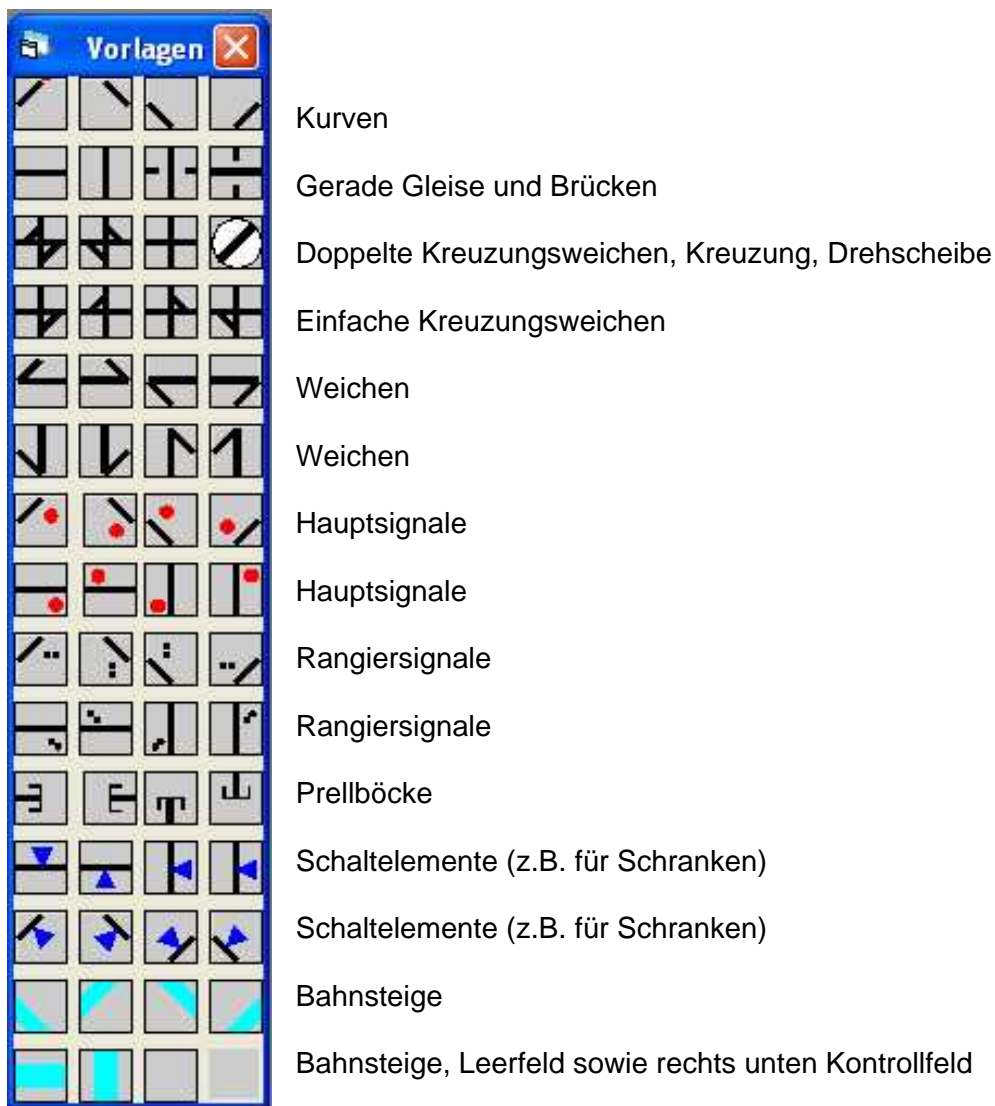 Vorlagen
Kurven
Gerade Gleise und Brücken
Doppelte Kreuzungsweichen, Kreuzung, Drehscheibe
Einfache Kreuzungsweichen
Weichen
Weichen
Hauptsignale
Hauptsignale
Rangiersignale
Rangiersignale
Prellböcke
Schaltelemente (z.B. für Schranken)
Schaltelemente (z.B. für Schranken)
Bahnsteige
Bahnsteige, Leerfeld sowie rechts unten Kontrollfeld